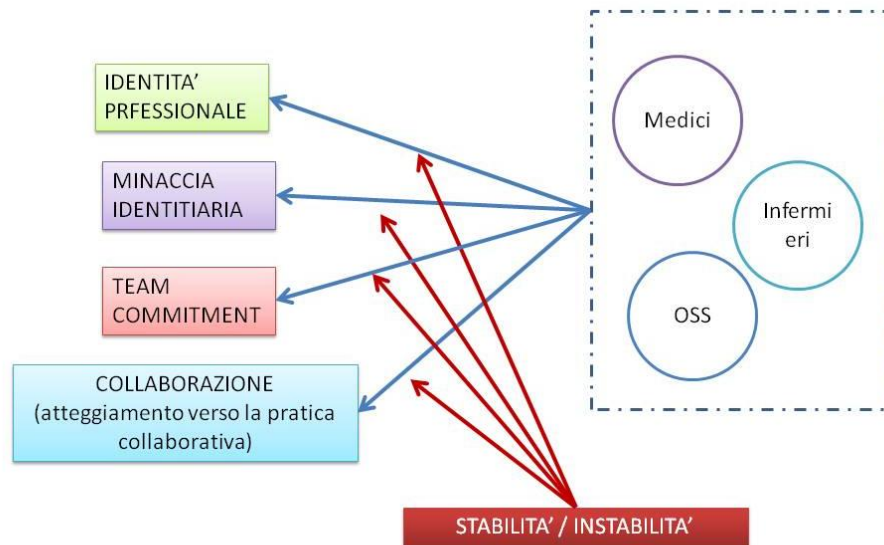 IDENTITA’
PRFESSIONALE
MINACCIA
IDENTITIARIA
TEAM
COMMITMENT
COLLABORAZIONE
(atteggiamento verso la pratica
collaborativa)
Medici
Infermi
eri
OSS
STABILITA’ / INSTABILITA’